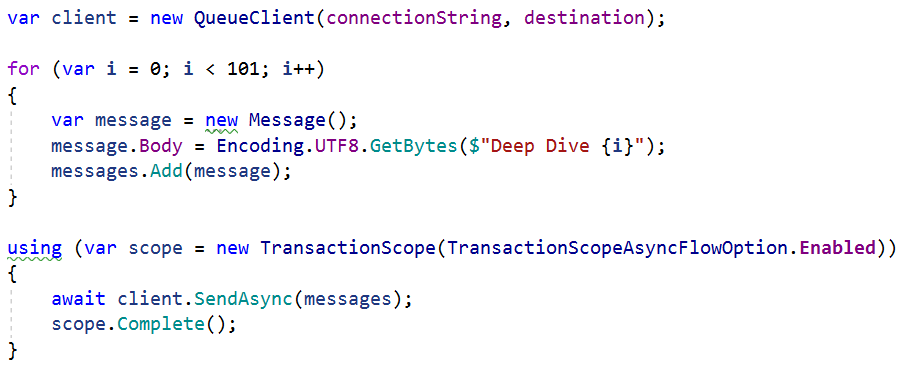 var client = new QueueClient(connectionString, destination);
for (var i = 0; i < 101; i++)
{
    var message = new Message();
    message.Body = Encoding.UTF8.GetBytes($"Deep Dive {i}");
    messages.Add(message);
}
using (var scope = new TransactionScope(TransactionScopeAsyncFlowOption.Enabled))
{
    await client.SendAsync(messages);
    scope.Complete();
}